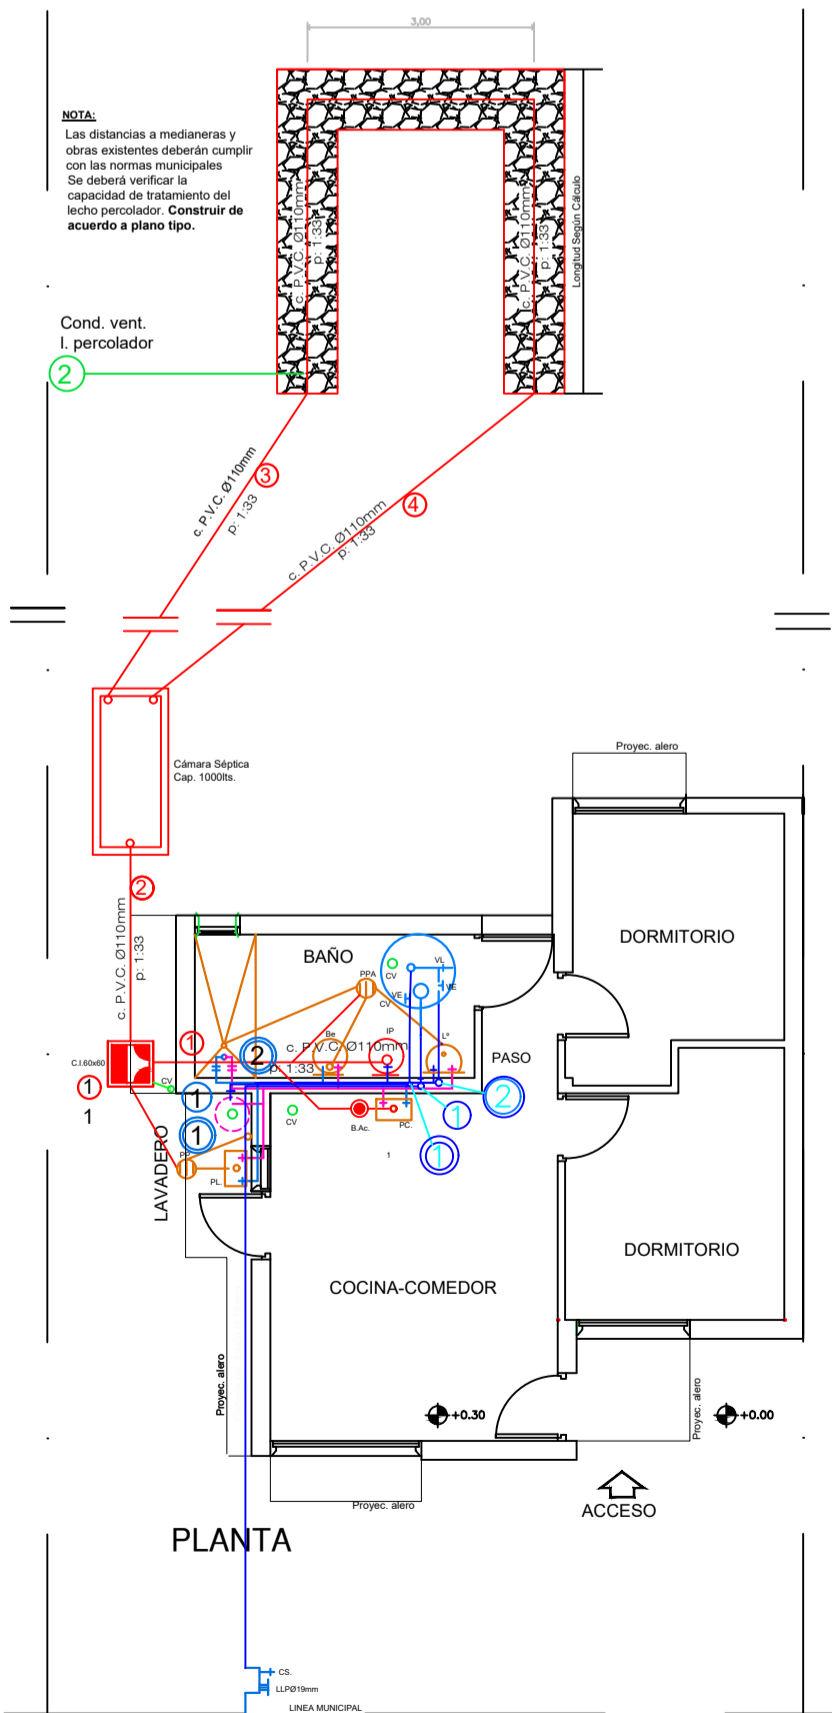 3,00
NOTA:
Las distancias a medianeras y
obras existentes deberán cumplir
con las normas municipales
Se deberá verificar la
capacidad de tratamiento del
lecho percolador. Construir de
acuerdo a plano tipo.
c. P.V.C. Ø110mm
p: 1:33
c. P.V.C. Ø110mm
p: 1:33
Longitud Según Cálculo
Cond. vent.
l. percolador
2
c. P.V.C. Ø110mm
p: 1:33
3
c. P.V.C. Ø110mm
p: 1:33
4
Cámara Séptica
Cap. 1000lts.
2
c. P.V.C. Ø110mm
p: 1:33
Proyec. alero
DORMITORIO
BAÑO
PPA
CV
VL
VE
VE
CV
Be
IP
Lº
1
2
c. P.V.C. Ø110mm
p: 1:33
PASO
C.I.60x60
1
1
CV
1
1
CV
B.Ac.
PC.
1
1
2
1
PP
PL.
LAVADERO
DORMITORIO
COCINA-COMEDOR
Proyec. alero
+0.30
Proyec. alero
+0.00
Proyec. alero
ACCESO
PLANTA
CS.
LLPØ19mm
LINEA MUNICIPAL